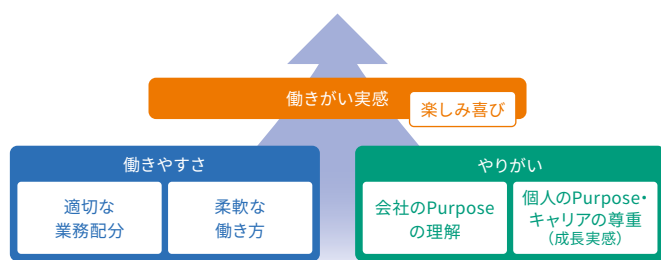 働きがい実感
楽しみ喜び
働きやすさ
適切な
業務配分
柔軟な
働き方
やりがい
会社のPurpose
の理解
個人のPurpose・
キャリアの尊重
（成長実感）